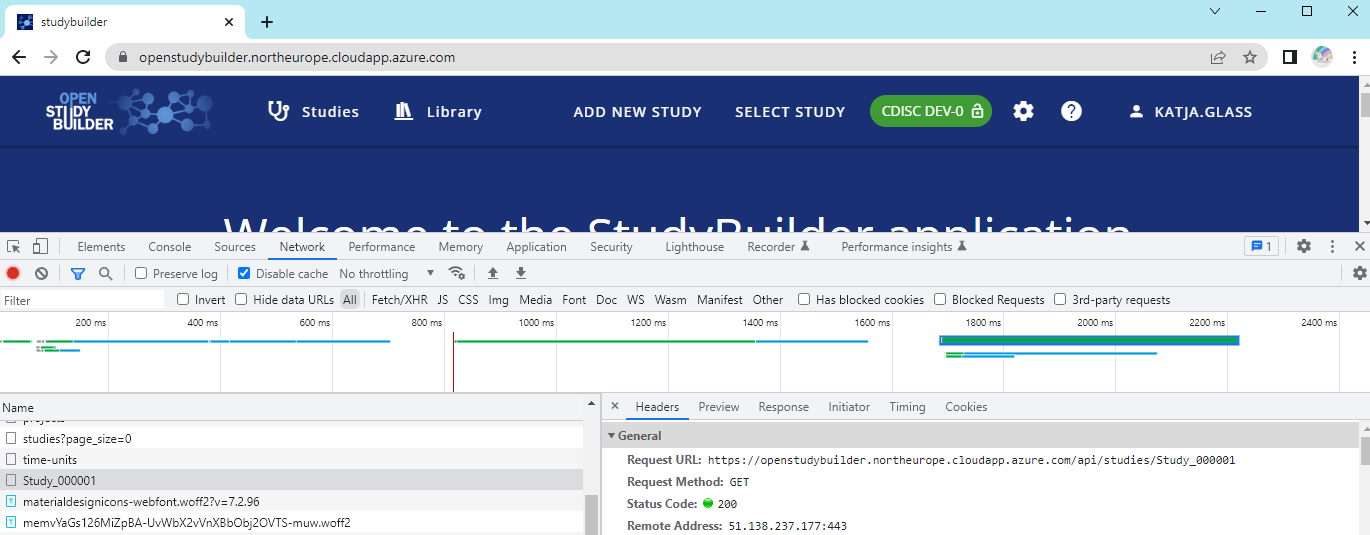 studybuilder
openstudybuilder.northeurope.cloudapp.azure.com
OPEN
STUDY
BUILDER
Studies Library ADD NEW STUDY SELECT STUDY CDISC DEV-0 KATJA.GLASS
Welcome to the StudyBuilder application
Elements Console Sources Network Performance Memory Application Security Lighthouse Recorder Performance insights 1
Preserve log Disable cache No throttling
Filter Invert Hide data URLs All Fetch/XHR JS CSS Img Media Font Doc WS Wasm Manifest Other Has blocked cookies Blocked Requests 3rd-party requests
200 ms 400 ms 600 ms 800 ms 1000 ms 1200 ms 1400 ms 1600 ms 1800 ms 2000 ms 2200 ms 2400 ms
Name
projects
studies?page_size=0
time-units
Study_000001
materialdesignicons-webfont.woff2?v=7.2.96
memvYaGs126MiZpBA-UvWbX2vVnXBbObj2OVTS-muw.woff2
Headers Preview Response Initiator Timing Cookies
General
Request URL: https://openstudybuilder.northeurope.cloudapp.azure.com/api/studies/Study_000001
Request Method: GET
Status Code: 200
Remote Address: 51.138.237.177:443